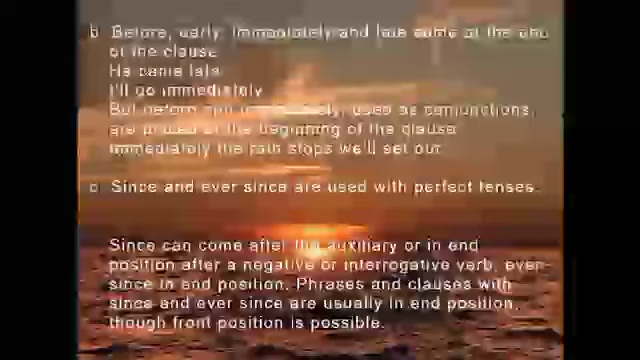 b Before, early, immediately and late come at the end
of the clause
He came late
I'll go immediately
But before and immediately, used as conjunctions,
are placed at the beginning of the clause
Immediately the rain stops we'll set out
c Since and ever since are used with perfect tenses.
Since can come after the auxiliary or in end
position after a negative or interrogative verb, ever
since in end position. Phrases and clauses with
since and ever since are usually in end position,
though front position is possible.